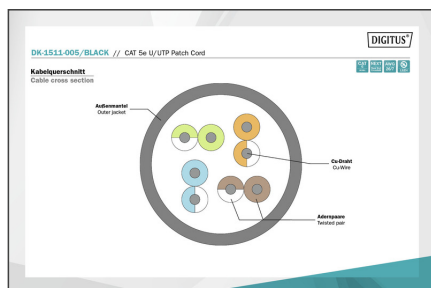 DIGITUS®
DK-1511-005/BLACK // CAT 5e U/UTP Patch Cord
Kabelquerschnitt
Cable cross section
Außenmantel
Outer jacket
Cu-Draht
Cu-Wire
Adernpaare
Twisted pair